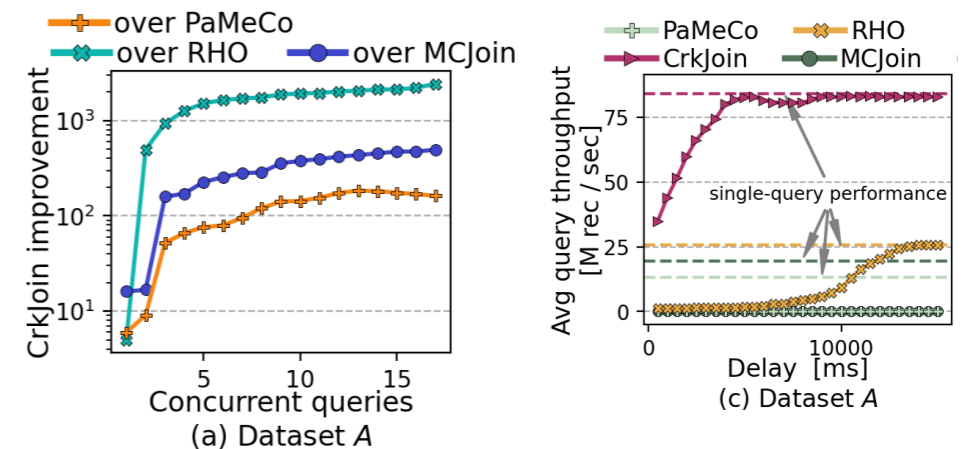 over PaMeCo
over RHO over MCJoin
CrkJoin improvement
10³
10²
10¹
5 10 15
Concurrent queries
(a) Dataset A
PaMeCo RHO
CrkJoin MCJoin
Avg query throughput
[M rec / sec]
75
50
single-query performance
25
0
0 10000
Delay [ms]
(c) Dataset A